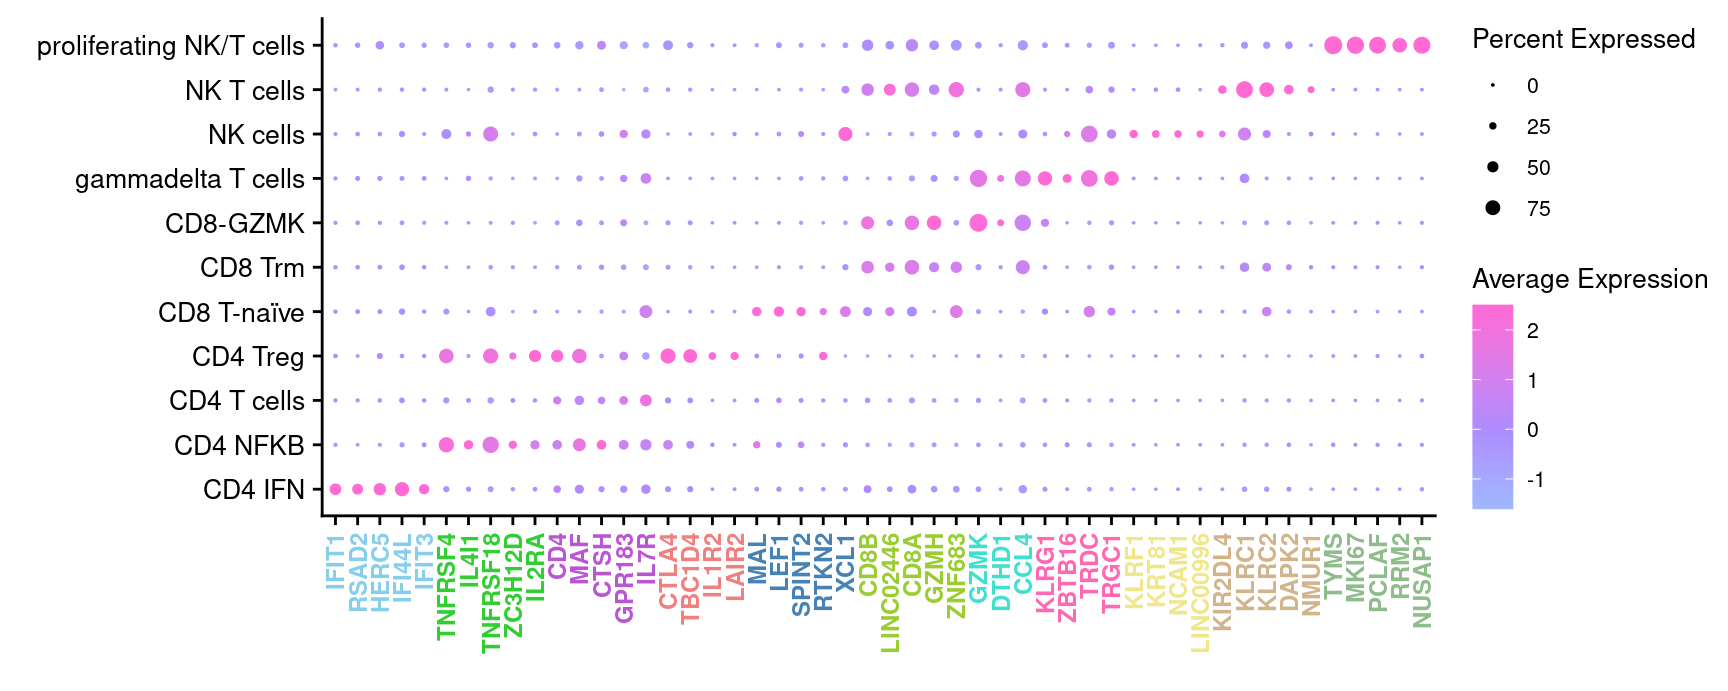 proliferating NK/T cells
NK T cells
NK cells
gammadelta T cells
CD8-GZMK
CD8 Trm
CD8 T-naïve
CD4 Treg
CD4 T cells
CD4 NFKB
CD4 IFN
IFIT1
RSAD2
HERC5
IFI44L
IFIT3
TNFRSF4
IL4I1
TNFRSF18
ZC3H12D
IL2RA
CD4
MAF
CTSH
GPR183
IL7R
CTLA4
TBC1D4
IL1R2
LAIR2
MAL
LEF1
SPINT2
RTKN2
XCL1
CD8B
LINC02446
CD8A
GZMH
ZNF683
GZMK
DTHD1
CCL4
KLRG1
ZBTB16
TRDC
TRGC1
KLRF1
KRT81
NCAM1
LINC00996
KIR2DL4
KLRC1
KLRC2
DAPK2
NMUR1
TYMS
MKI67
PCLAF
RRM2
NUSAP1
Percent Expressed
0
25
50
75
Average Expression
2
1
0
-1